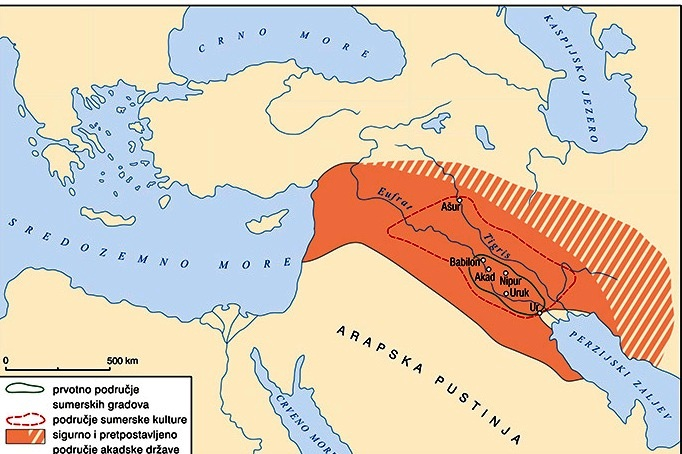 CRNO MORE
KASPIJSKO JEZERO
Eufrat
Ašur
Tigris
SREDOZEMNO MORE
Babilon
Akad
Nipur
Uruk
Ur
PERZIJSKI ZALJEV
ARAPSKA PUSTINJA
0 500 km
CRVENO MORE
prvotno područje
sumerskih gradova
područje sumerske kulture
sigurno i pretpostavljeno
područje akadske države